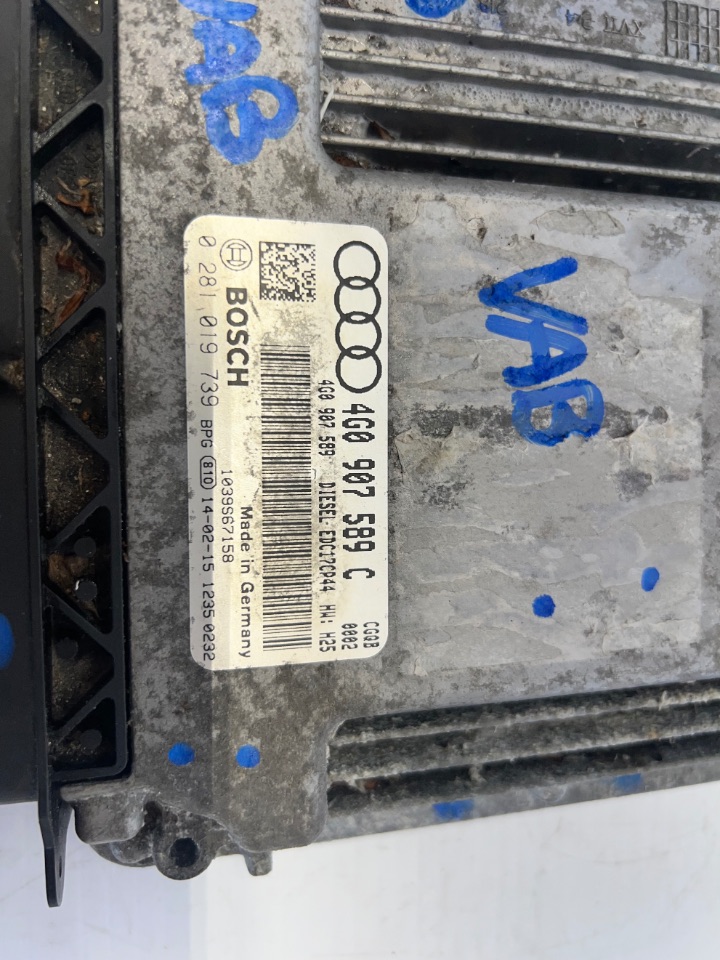 VAB
XVII
VAB
4G0 907 589 C
4G0 907 589 DIESEL-EDC17CP44 HW: H25
CGQB
0002
BOSCH
Made in Germany
1039S67158
0 281 019 739 BPG 810 14-02-15 1235 0232